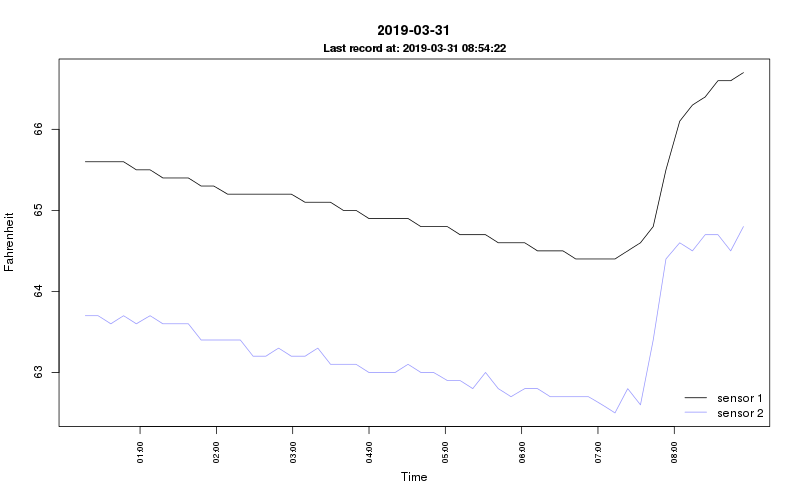 2019-03-31
Last record at: 2019-03-31 08:54:22
Fahrenheit
66
65
64
63
01:00 02:00 03:00 04:00 05:00 06:00 07:00 08:00
Time
sensor 1
sensor 2